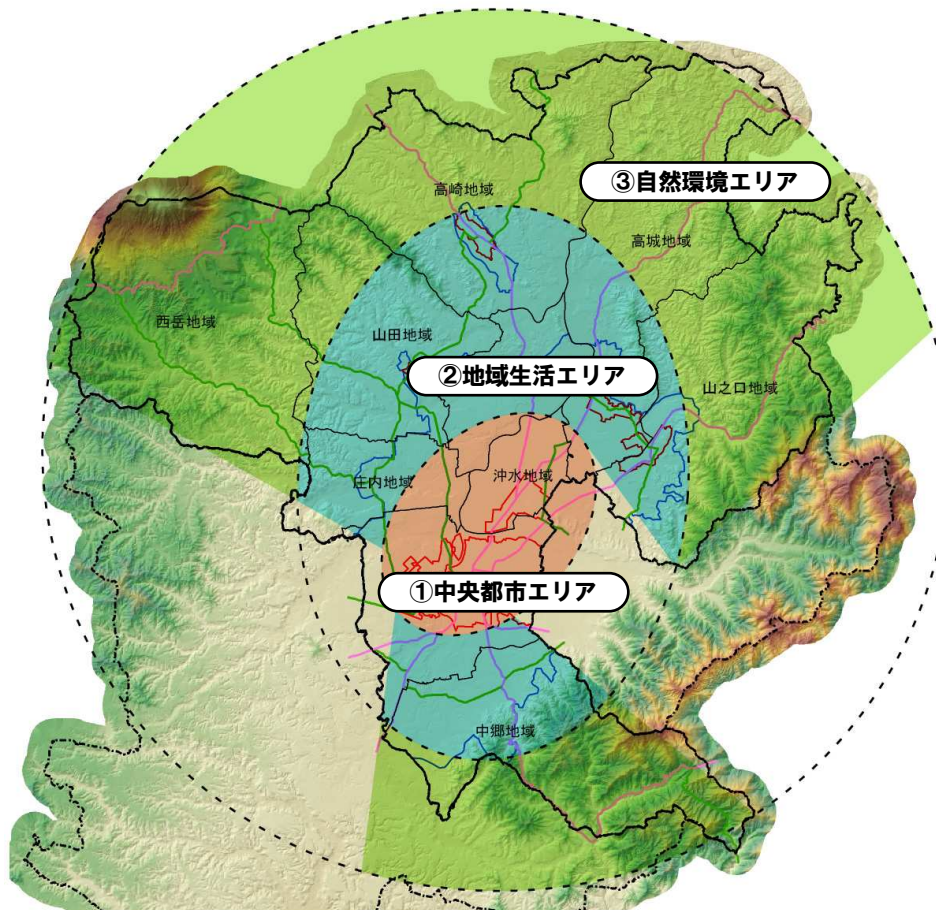 ③自然環境エリア
高崎地域
高城地域
西岳地域
山田地域
②地域生活エリア
山之口地域
庄内地域
沖水地域
①中央都市エリア
中郷地域